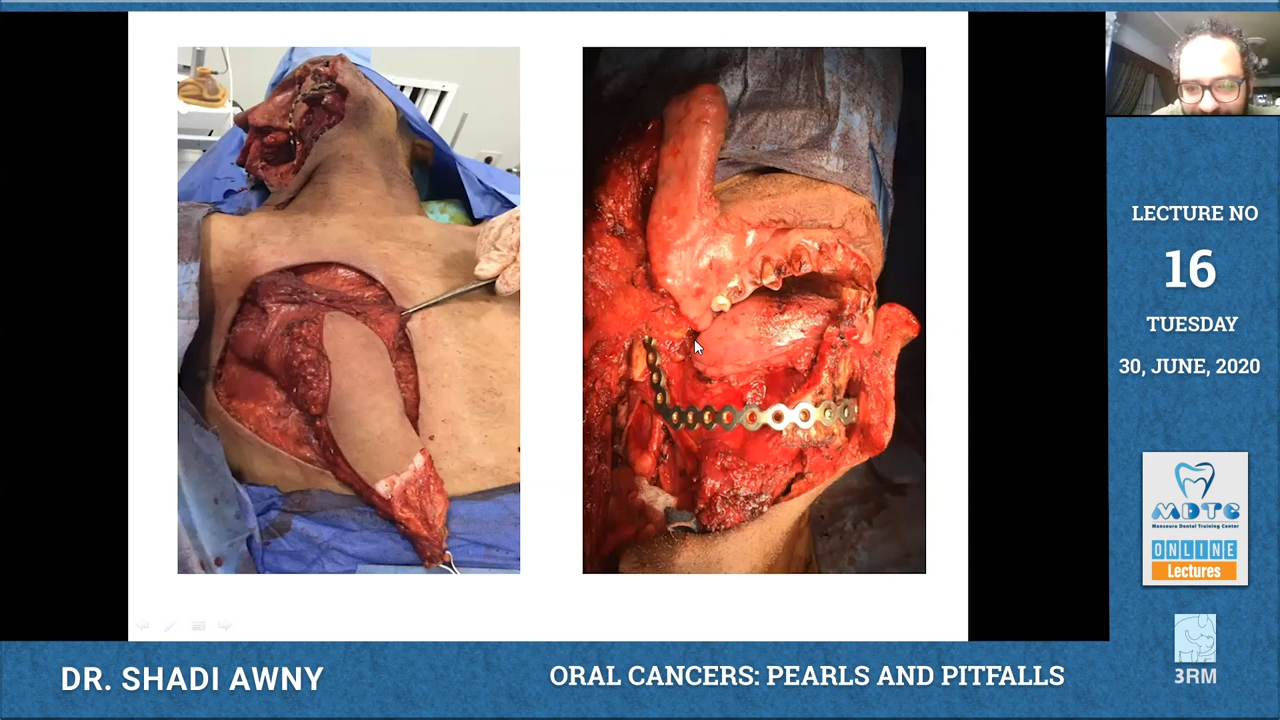 LECTURE NO
16
TUESDAY
30, JUNE, 2020
MDTC
Mansoura Dental Training Center
ONLINE
Lectures
3RM
DR. SHADI AWNY
ORAL CANCERS: PEARLS AND PITFALLS